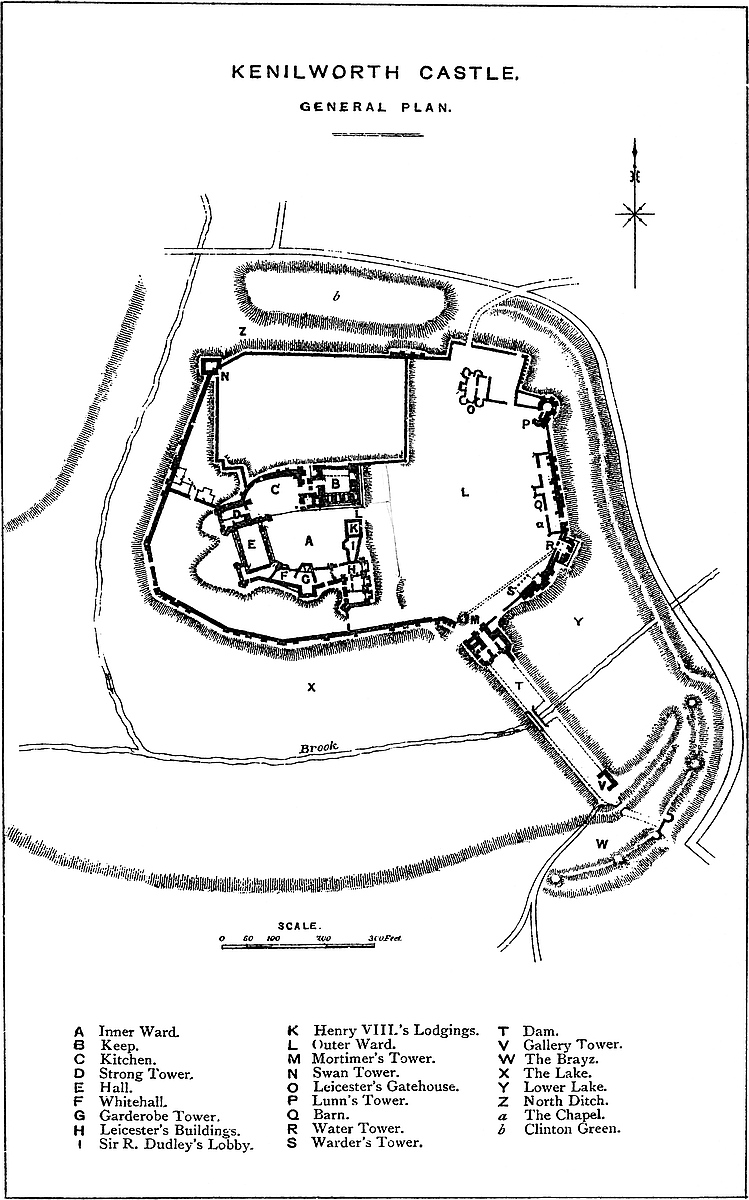 KENILWORTH CASTLE.
GENERAL PLAN.
b
Z
N
O
P
B
C
L
Q
D
a
K
E
A
I
R
F
G
H
S
M
Y
T
X
Brook
V
W
SCALE.
0 50 100 200 300 Feet.
A Inner Ward.
B Keep.
C Kitchen.
D Strong Tower.
E Hall.
F Whitehall.
G Garderobe Tower.
H Leicester's Buildings.
I Sir R. Dudley's Lobby.
K Henry VIII.'s Lodgings.
L Outer Ward.
M Mortimer's Tower.
N Swan Tower.
O Leicester's Gatehouse.
P Lunn's Tower.
Q Barn.
R Water Tower.
S Warder's Tower.
T Dam.
V Gallery Tower.
W The Brayz.
X The Lake.
Y Lower Lake.
Z North Ditch.
a The Chapel.
b Clinton Green.